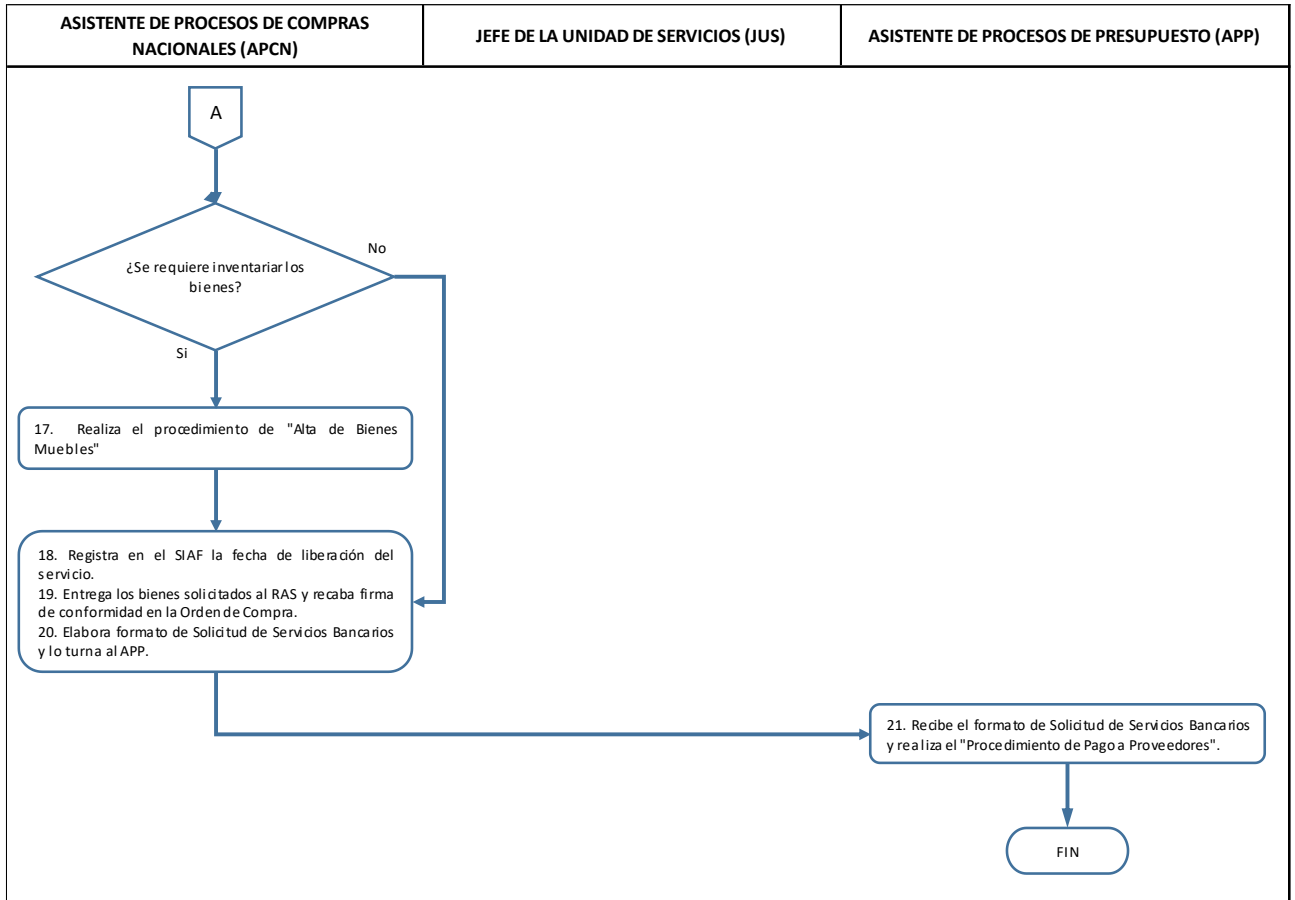 ASISTENTE DE PROCESOS DE COMPRAS
NACIONALES (APCN)
JEFE DE LA UNIDAD DE SERVICIOS (JUS)
ASISTENTE DE PROCESOS DE PRESUPUESTO (APP)
A
¿Se requiere inventariar los
bienes?
No
Si
17. Realiza el procedimiento de "Alta de Bienes
Muebles"
18. Registra en el SIAF la fecha de liberación del
servicio.
19. Entrega los bienes solicitados al RAS y recaba firma
de conformidad en la Orden de Compra.
20. Elabora formato de Solicitud de Servicios Bancarios
y lo turna al APP.
21. Recibe el formato de Solicitud de Servicios Bancarios
y realiza el "Procedimiento de Pago a Proveedores".
FIN